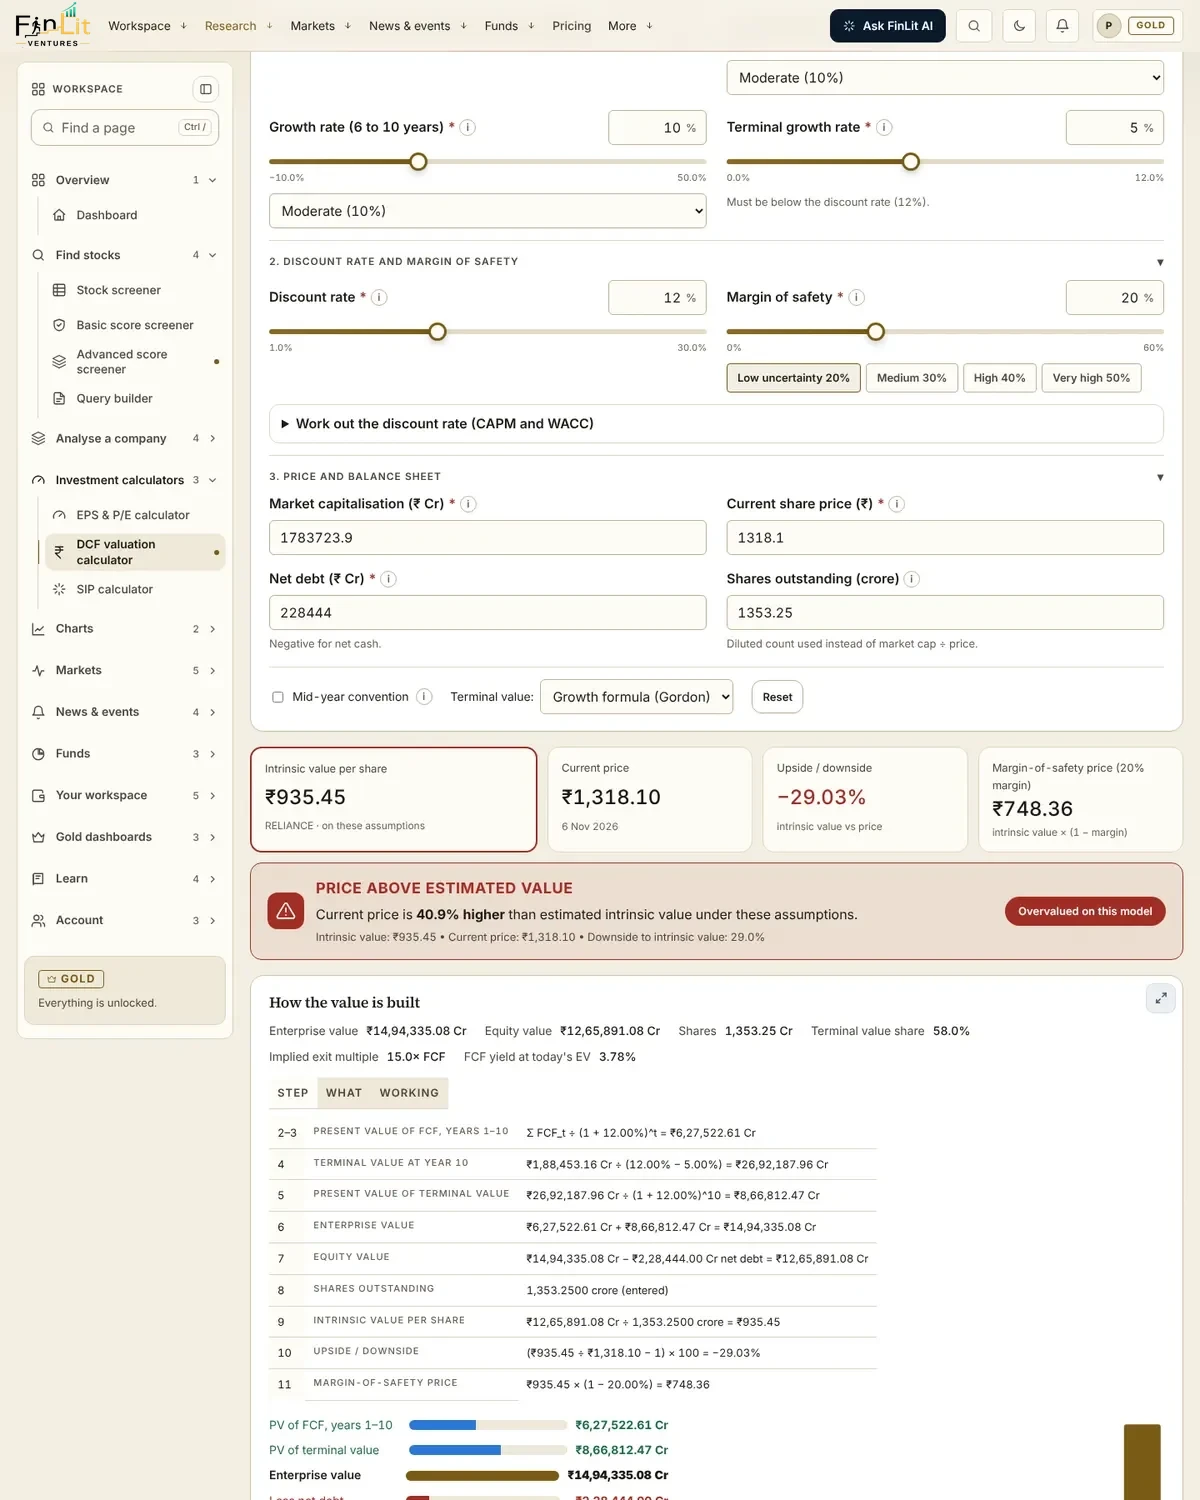 FinLit
VENTURES
Workspace
Research
Markets
News & events
Funds
Pricing
More
Ask FinLit AI
P
GOLD
WORKSPACE
Find a page
Ctrl /
Overview 1
Dashboard
Find stocks 4
Stock screener
Basic score screener
Advanced score
screener
Query builder
Analyse a company 4
Investment calculators 3
EPS & P/E calculator
DCF valuation
calculator
SIP calculator
Charts 2
Markets 5
News & events 4
Funds 3
Your workspace 5
Gold dashboards 3
Learn 4
Account 3
GOLD
Everything is unlocked.
Moderate (10%)
Growth rate (6 to 10 years) * i
10 %
−10.0% 50.0%
Moderate (10%)
Terminal growth rate * i
5 %
0.0% 12.0%
Must be below the discount rate (12%).
2. DISCOUNT RATE AND MARGIN OF SAFETY
Discount rate * i
12 %
1.0% 30.0%
Margin of safety * i
20 %
0% 60%
Low uncertainty 20%
Medium 30%
High 40%
Very high 50%
Work out the discount rate (CAPM and WACC)
3. PRICE AND BALANCE SHEET
Market capitalisation (₹ Cr) * i
1783723.9
Current share price (₹) * i
1318.1
Net debt (₹ Cr) * i
228444
Negative for net cash.
Shares outstanding (crore) i
1353.25
Diluted count used instead of market cap ÷ price.
Mid-year convention i
Terminal value: Growth formula (Gordon)
Reset
Intrinsic value per share
₹935.45
RELIANCE · on these assumptions
Current price
₹1,318.10
6 Nov 2026
Upside / downside
−29.03%
intrinsic value vs price
Margin-of-safety price (20%
margin)
₹748.36
intrinsic value × (1 − margin)
PRICE ABOVE ESTIMATED VALUE
Current price is 40.9% higher than estimated intrinsic value under these assumptions.
Intrinsic value: ₹935.45 • Current price: ₹1,318.10 • Downside to intrinsic value: 29.0%
Overvalued on this model
How the value is built
Enterprise value ₹14,94,335.08 Cr Equity value ₹12,65,891.08 Cr Shares 1,353.25 Cr Terminal value share 58.0%
Implied exit multiple 15.0× FCF FCF yield at today's EV 3.78%
STEP WHAT WORKING
2–3 PRESENT VALUE OF FCF, YEARS 1–10 Σ FCF_t ÷ (1 + 12.00%)^t = ₹6,27,522.61 Cr
4 TERMINAL VALUE AT YEAR 10 ₹1,88,453.16 Cr ÷ (12.00% − 5.00%) = ₹26,92,187.96 Cr
5 PRESENT VALUE OF TERMINAL VALUE ₹26,92,187.96 Cr ÷ (1 + 12.00%)^10 = ₹8,66,812.47 Cr
6 ENTERPRISE VALUE ₹6,27,522.61 Cr + ₹8,66,812.47 Cr = ₹14,94,335.08 Cr
7 EQUITY VALUE ₹14,94,335.08 Cr − ₹2,28,444.00 Cr net debt = ₹12,65,891.08 Cr
8 SHARES OUTSTANDING 1,353.2500 crore (entered)
9 INTRINSIC VALUE PER SHARE ₹12,65,891.08 Cr ÷ 1,353.2500 crore = ₹935.45
10 UPSIDE / DOWNSIDE (₹935.45 ÷ ₹1,318.10 − 1) × 100 = −29.03%
11 MARGIN-OF-SAFETY PRICE ₹935.45 × (1 − 20.00%) = ₹748.36
PV of FCF, years 1–10 ₹6,27,522.61 Cr
PV of terminal value ₹8,66,812.47 Cr
Enterprise value ₹14,94,335.08 Cr